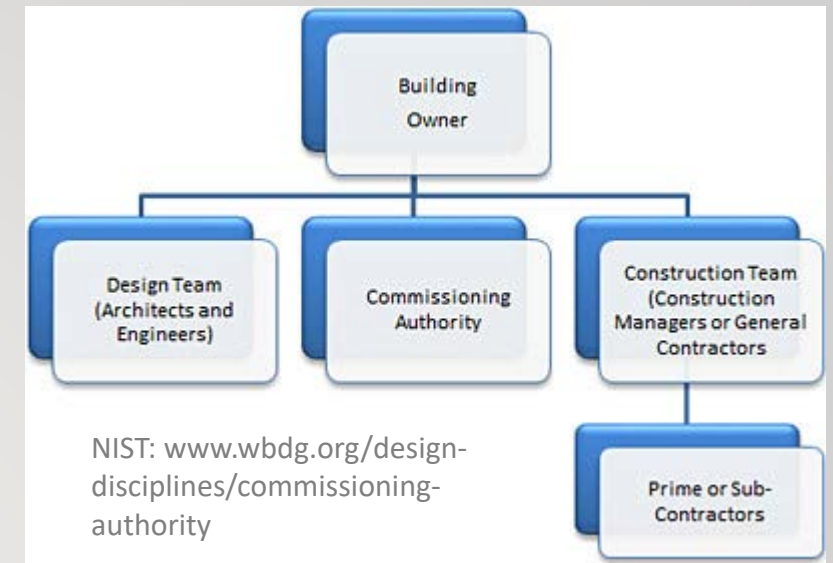 Building
Owner
Design Team
(Architects and
Engineers)
Commissioning
Authority
Construction Team
(Construction
Managers or General
Contractors
Prime or Sub-
Contractors
NIST: www.wbdg.org/design-
disciplines/commissioning-
authority